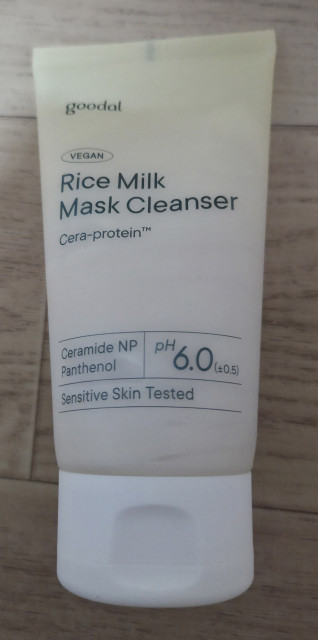 goodal
VEGAN
Rice Milk
Mask Cleanser
Cera-protein™
Ceramide NP
Panthenol
pH 6.0 (±0.5)
Sensitive Skin Tested